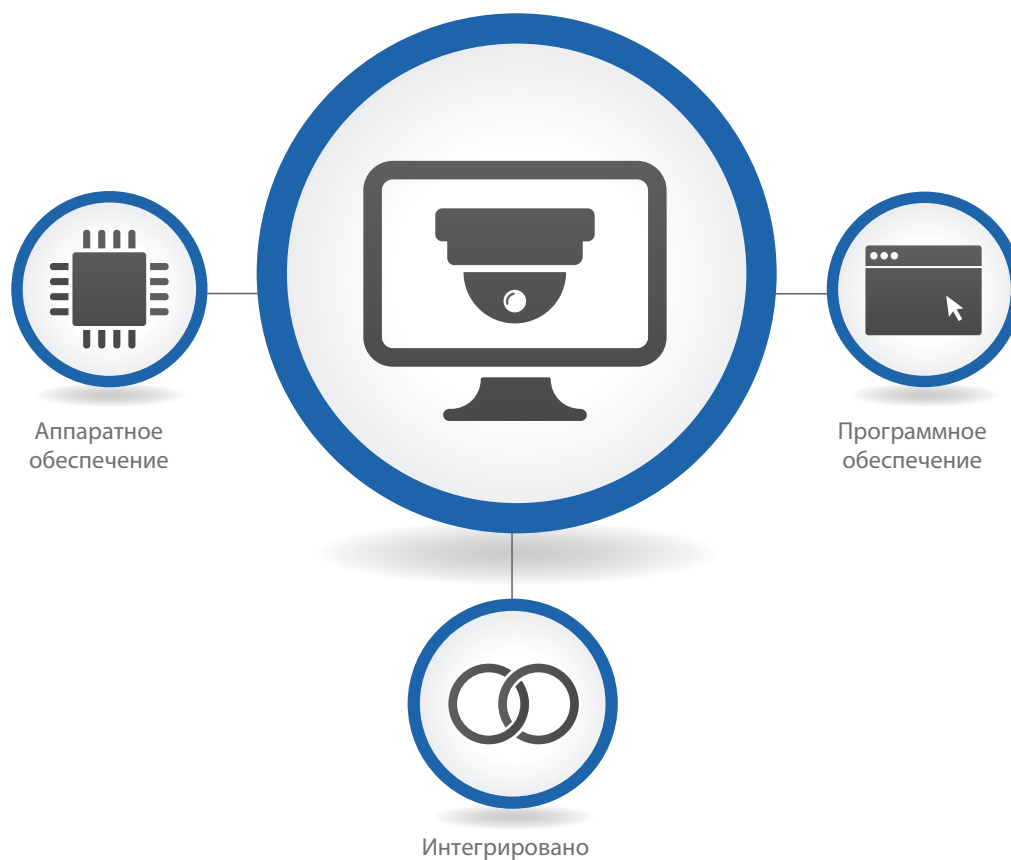 Аппаратное
обеспечение
Программное
обеспечение
Интегрировано